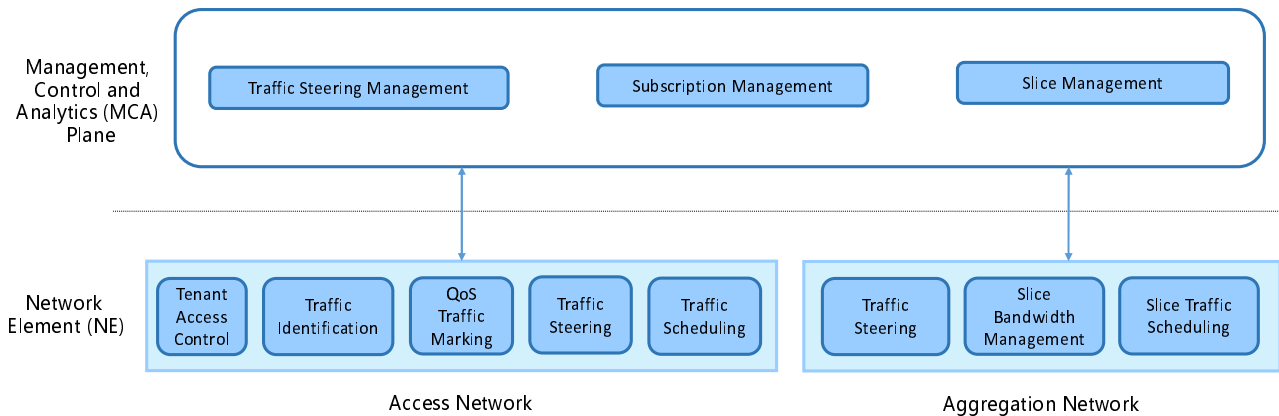 Management,
Control and
Analytics (MCA)
Plane
Traffic Steering Management
Subscription Management
Slice Management
Network
Element (NE)
Tenant
Access
Control
Traffic
Identification
QoS
Traffic
Marking
Traffic
Steering
Traffic
Scheduling
Traffic
Steering
Slice
Bandwidth
Management
Slice Traffic
Scheduling
Access Network
Aggregation Network